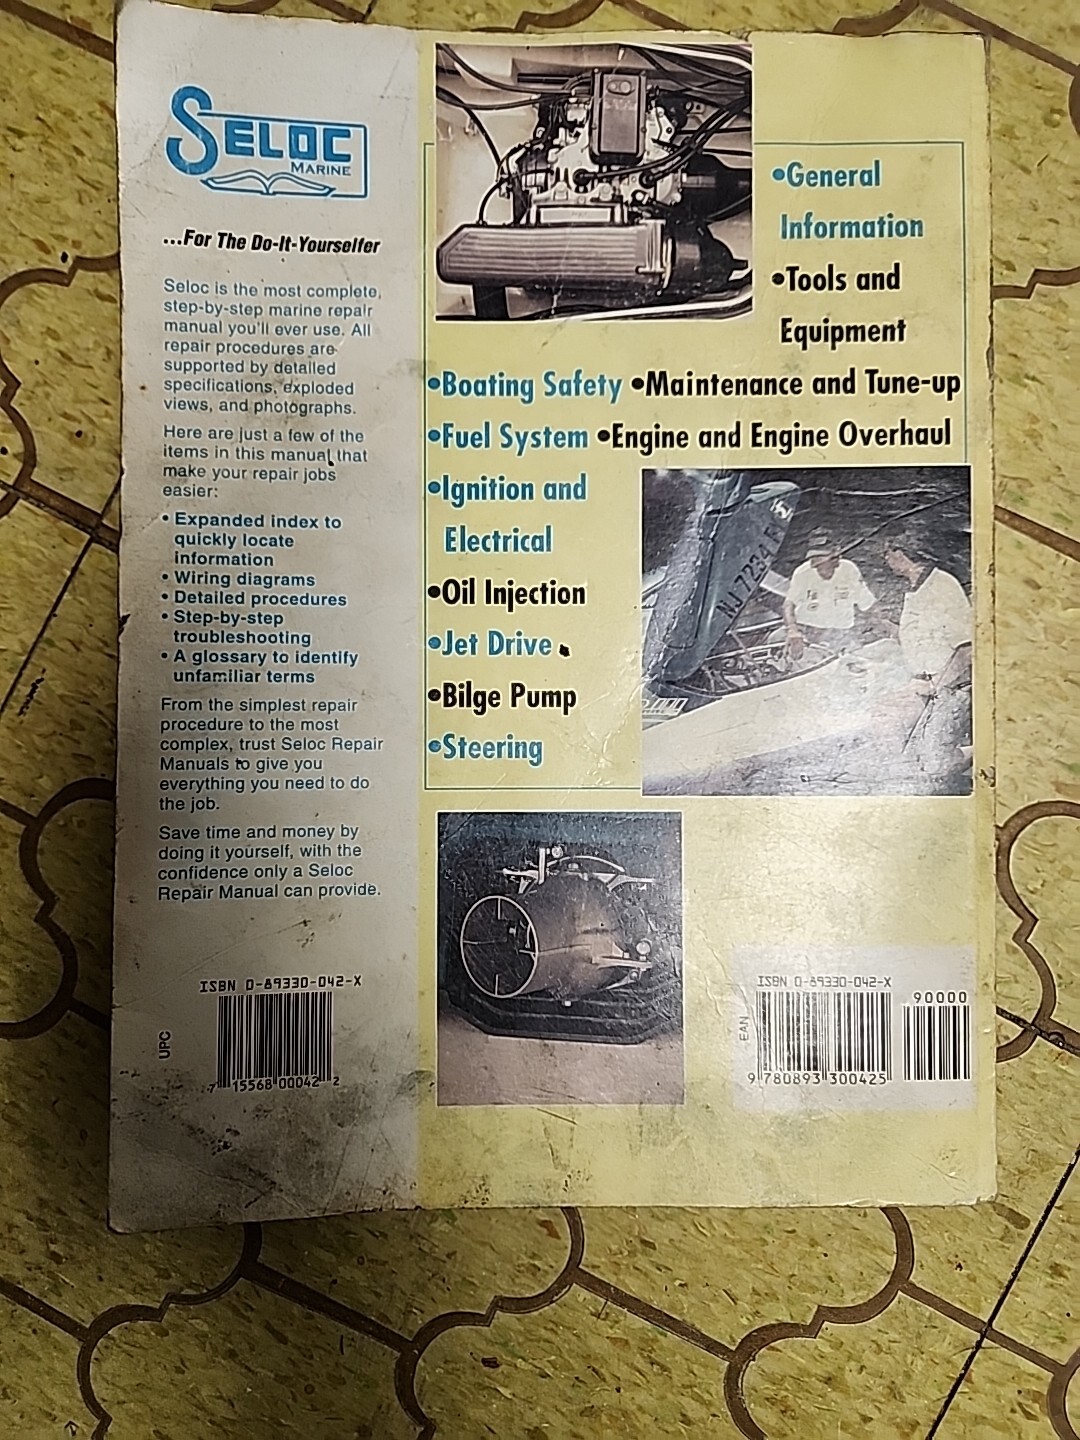 SELOC
MARINE
...For The Do-It-Yourselfer
Seloc is the most complete,
step-by-step marine repair
manual you'll ever use. All
repair procedures are
supported by detailed
specifications, exploded
views, and photographs.
Here are just a few of the
items in this manual that
make your repair jobs
easier:
• Expanded index to
quickly locate
information
• Wiring diagrams
• Detailed procedures
• Step-by-step
troubleshooting
• A glossary to identify
unfamiliar terms
From the simplest repair
procedure to the most
complex, trust Seloc Repair
Manuals to give you
everything you need to do
the job.
Save time and money by
doing it yourself, with the
confidence only a Seloc
Repair Manual can provide.
ISBN 0-89330-042-X
UPC
7 15568 00042 2
•General
Information
•Tools and
Equipment
•Boating Safety •Maintenance and Tune-up
•Fuel System •Engine and Engine Overhaul
•Ignition and
Electrical
•Oil Injection
•Jet Drive
•Bilge Pump
•Steering
NJ 7234 F
ISBN 0-89330-042-X
90000
EAN
9 780893 300425